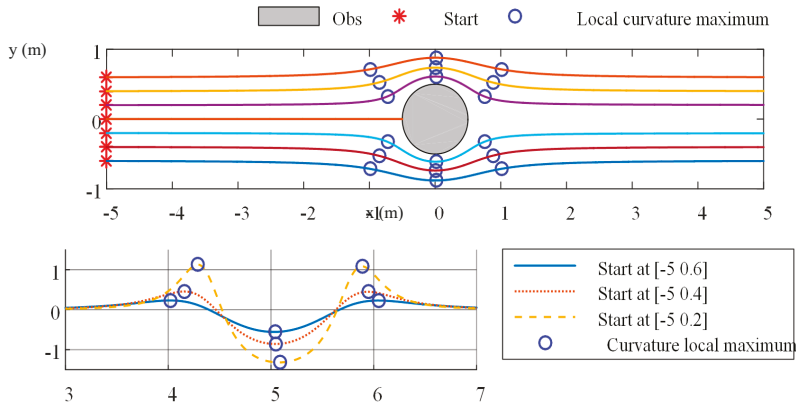 Obs Start Local curvature maximum
y (m)
1
0
-1
-5 -4 -3 -2 0 1 2 3 4 5
(m)
1
0
-1
3 4 5 6 7
Start at [-5 0.6]
Start at [-5 0.4]
Start at [-5 0.2]
Curvature local maximum